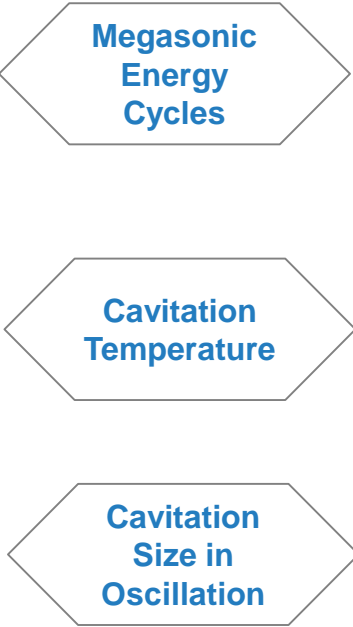 Megasonic
Energy
Cycles
Cavitation
Temperature
Cavitation
Size in
Oscillation